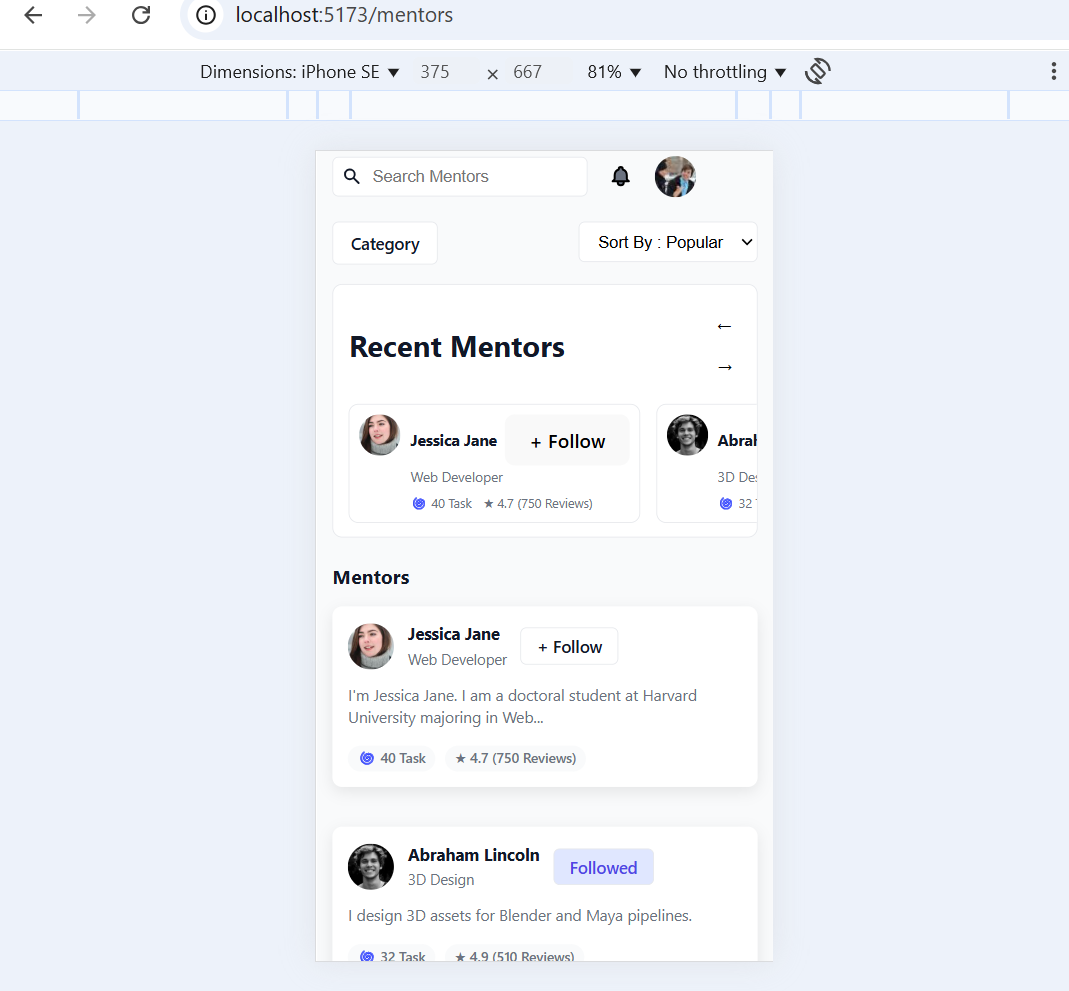 localhost:5173/mentors
Dimensions: iPhone SE ▼ 375 × 667 81% ▼ No throttling ▼
Search Mentors
Category Sort By : Popular
←
Recent Mentors
→
Jessica Jane + Follow Abrah
Web Developer 3D Des
40 Task ★ 4.7 (750 Reviews) 32
Mentors
Jessica Jane
+ Follow
Web Developer
I'm Jessica Jane. I am a doctoral student at Harvard
University majoring in Web...
40 Task ★ 4.7 (750 Reviews)
Abraham Lincoln
Followed
3D Design
I design 3D assets for Blender and Maya pipelines.
32 Task ★ 4.9 (510 Reviews)